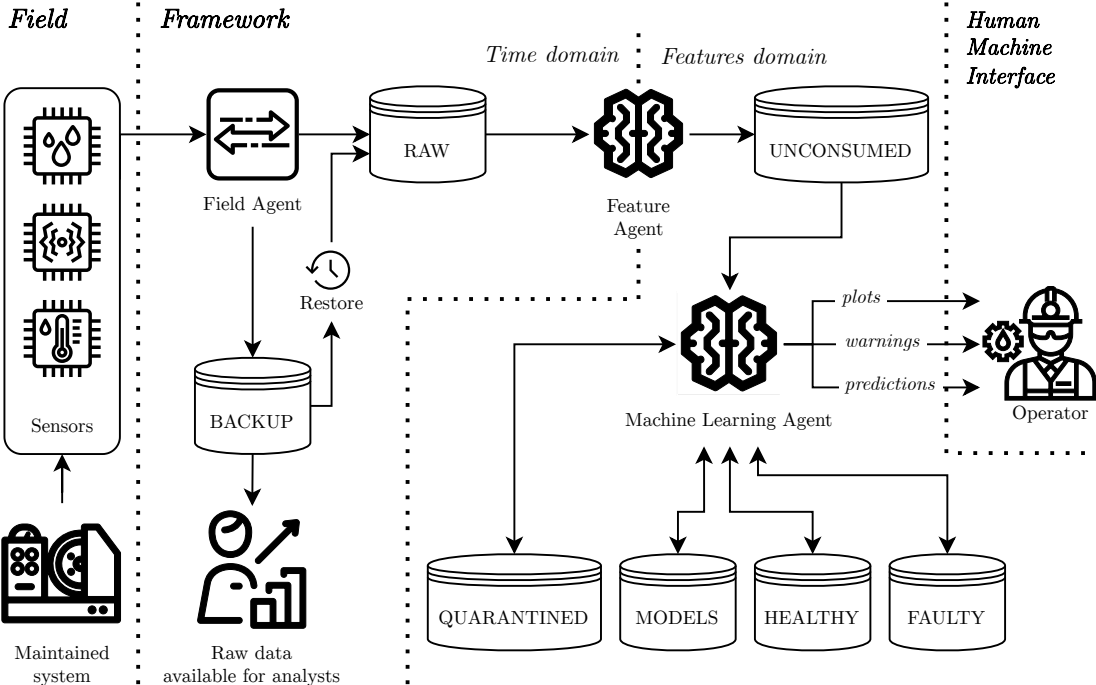 Field
Framework
Human
Machine
Interface
Time domain
Features domain
RAW
UNCONSUMED
Field Agent
Feature
Agent
Restore
plots
warnings
predictions
Sensors
BACKUP
Machine Learning Agent
Operator
QUARANTINED
MODELS
HEALTHY
FAULTY
Maintained
system
Raw data
available for analysts